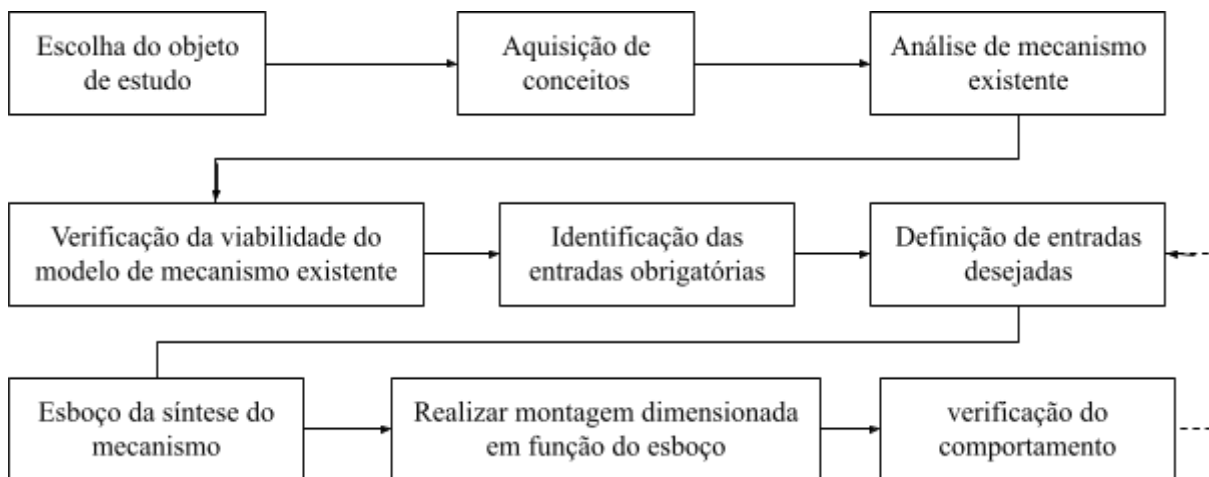 Escolha do objeto
de estudo
Aquisição de
conceitos
Análise de mecanismo
existente
Verificação da viabilidade do
modelo de mecanismo existente
Identificação das
entradas obrigatórias
Definição de entradas
desejadas
Esboço da síntese do
mecanismo
Realizar montagem dimensionada
em função do esboço
verificação do
comportamento